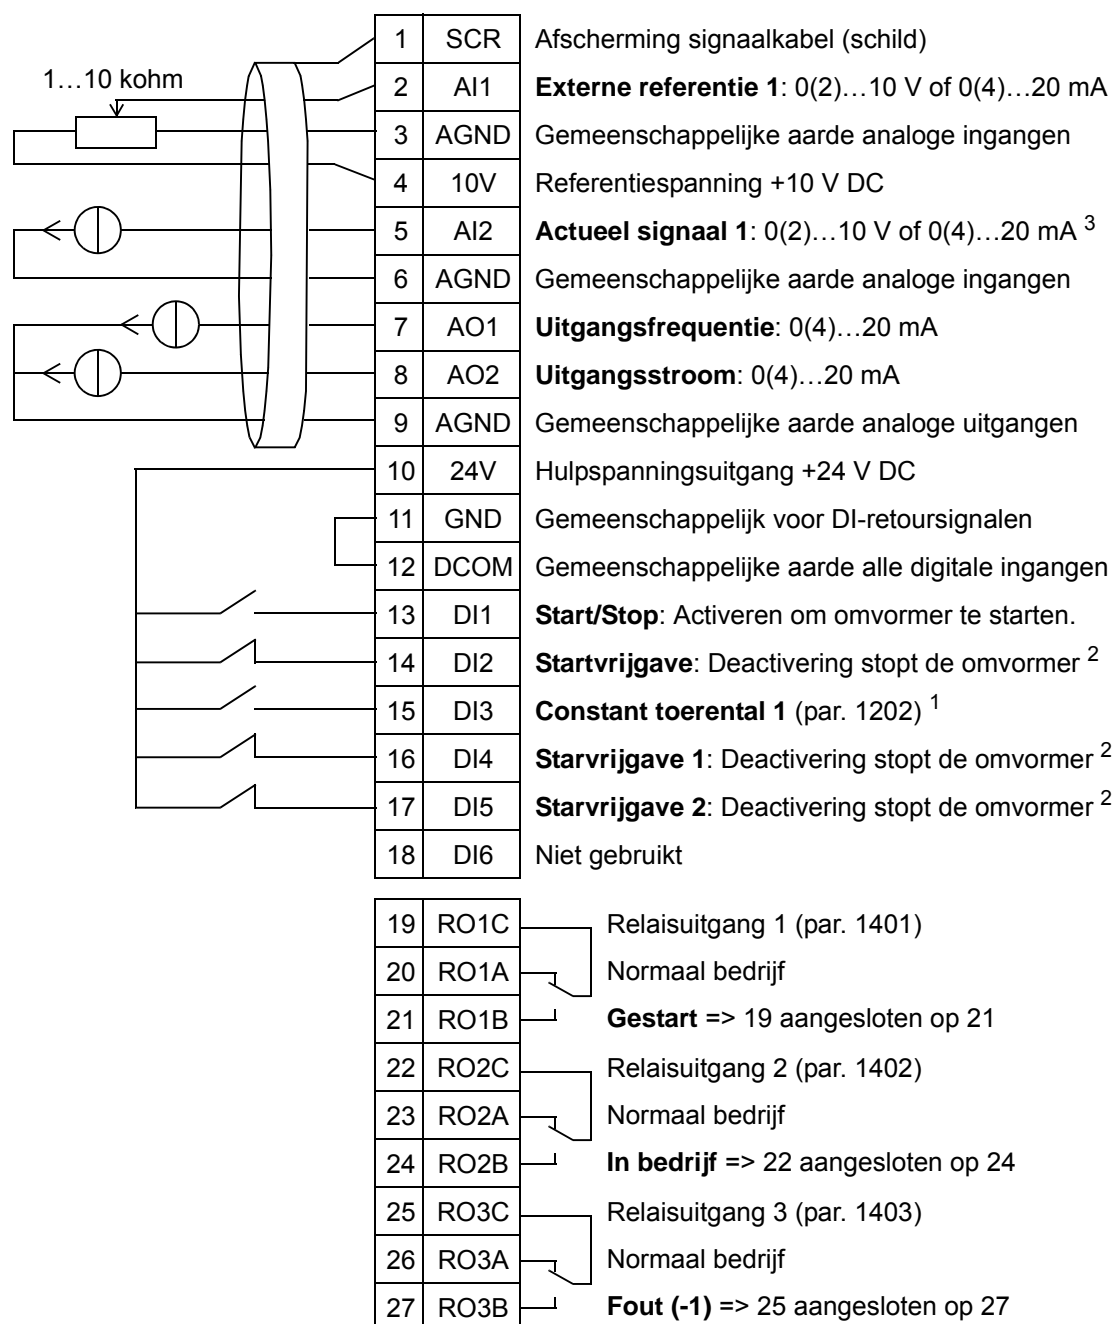 1…10 kohm
1 SCR Afscherming signaalkabel (schild)
2 AI1 Externe referentie 1: 0(2)…10 V of 0(4)…20 mA
3 AGND Gemeenschappelijke aarde analoge ingangen
4 10V Referentiespanning +10 V DC
5 AI2 Actueel signaal 1: 0(2)…10 V of 0(4)…20 mA 3
6 AGND Gemeenschappelijke aarde analoge ingangen
7 AO1 Uitgangsfrequentie: 0(4)…20 mA
8 AO2 Uitgangsstroom: 0(4)…20 mA
9 AGND Gemeenschappelijke aarde analoge uitgangen
10 24V Hulpspanningsuitgang +24 V DC
11 GND Gemeenschappelijk voor DI-retoursignalen
12 DCOM Gemeenschappelijke aarde alle digitale ingangen
13 DI1 Start/Stop: Activeren om omvormer te starten.
14 DI2 Startvrijgave: Deactivering stopt de omvormer 2
15 DI3 Constant toerental 1 (par. 1202) 1
16 DI4 Starvrijgave 1: Deactivering stopt de omvormer 2
17 DI5 Starvrijgave 2: Deactivering stopt de omvormer 2
18 DI6 Niet gebruikt
19 RO1C Relaisuitgang 1 (par. 1401)
20 RO1A Normaal bedrijf
21 RO1B Gestart => 19 aangesloten op 21
22 RO2C Relaisuitgang 2 (par. 1402)
23 RO2A Normaal bedrijf
24 RO2B In bedrijf => 22 aangesloten op 24
25 RO3C Relaisuitgang 3 (par. 1403)
26 RO3A Normaal bedrijf
27 RO3B Fout (-1) => 25 aangesloten op 27